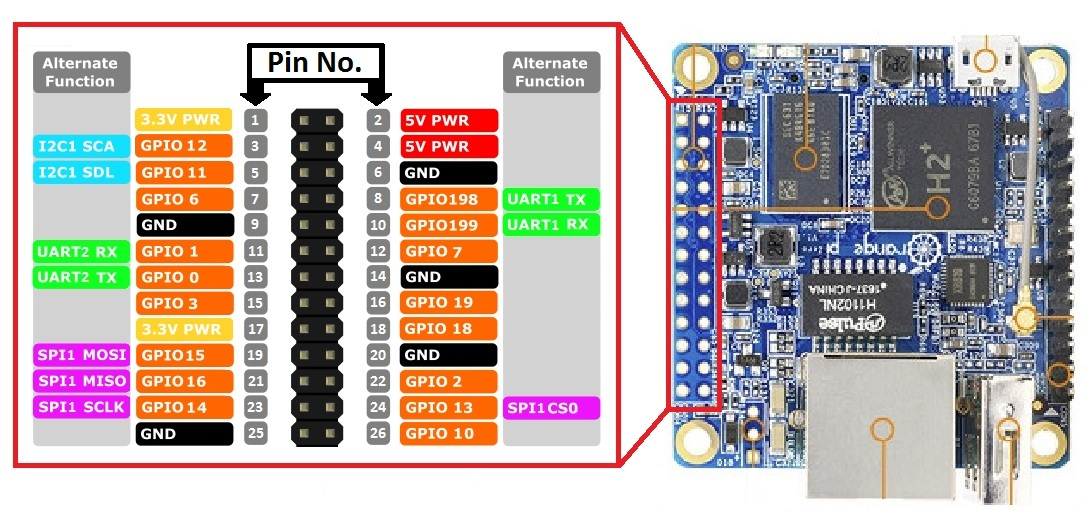 Alternate
Function
Pin No.
Alternate
Function
3.3V PWR 1 2 5V PWR
I2C1 SCA GPIO 12 3 4 5V PWR
I2C1 SDL GPIO 11 5 6 GND
GPIO 6 7 8 GPIO198 UART1 TX
GND 9 10 GPIO199 UART1 RX
UART2 RX GPIO 1 11 12 GPIO 7
UART2 TX GPIO 0 13 14 GND
GPIO 3 15 16 GPIO 19
3.3V PWR 17 18 GPIO 18
SPI1 MOSI GPIO15 19 20 GND
SPI1 MISO GPIO16 21 22 GPIO 2
SPI1 SCLK GPIO14 23 24 GPIO 13 SPI1CS0
GND 25 26 GPIO 10
H2+
range
pi
2R2
H1102NL
1637-J CHINA
Pulse